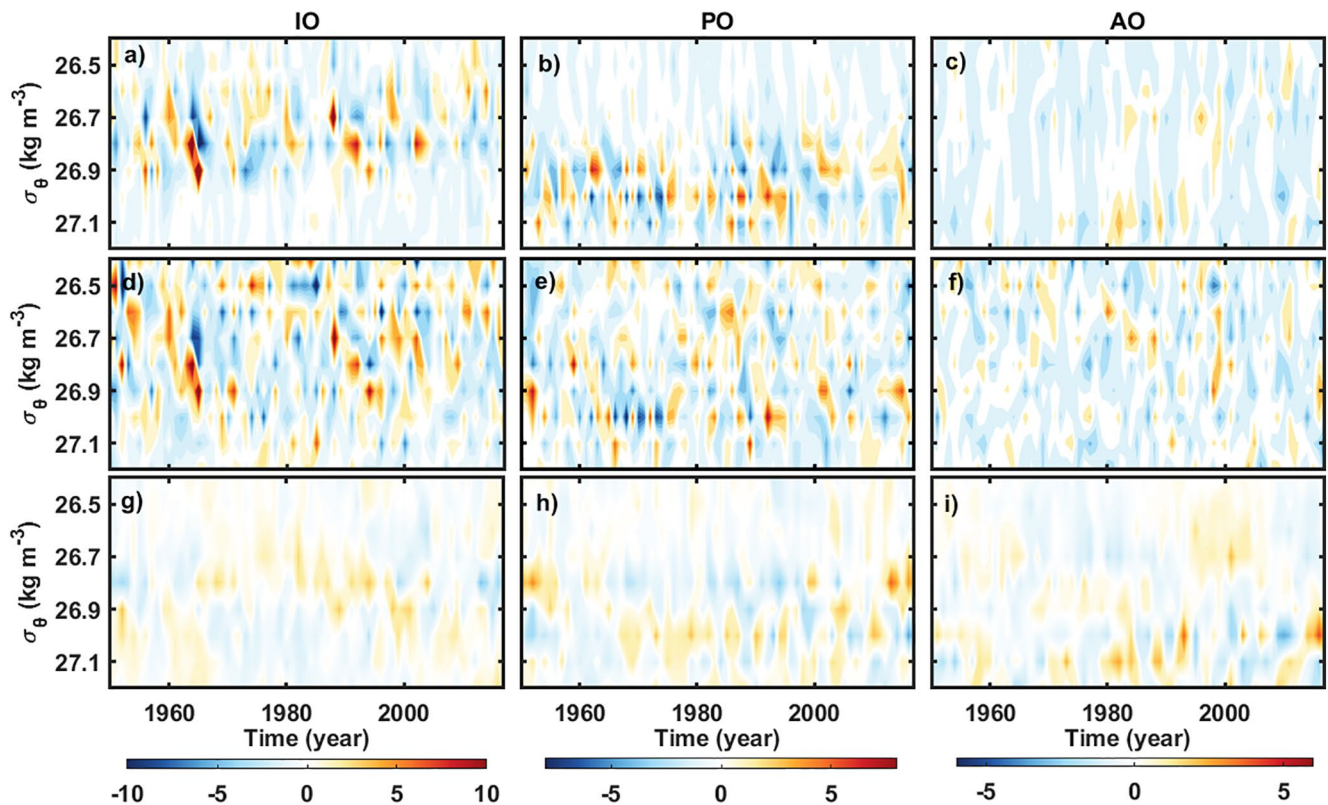 IO PO AO
a) b) c)
26.5
26.7
26.9
27.1
σθ (kg m-3)
d) e) f)
26.5
26.7
26.9
27.1
σθ (kg m-3)
g) h) i)
26.5
26.7
26.9
27.1
σθ (kg m-3)
1960 1980 2000 1960 1980 2000 1960 1980 2000
Time (year) Time (year) Time (year)
-10 -5 0 5 10 -5 0 5 -5 0 5